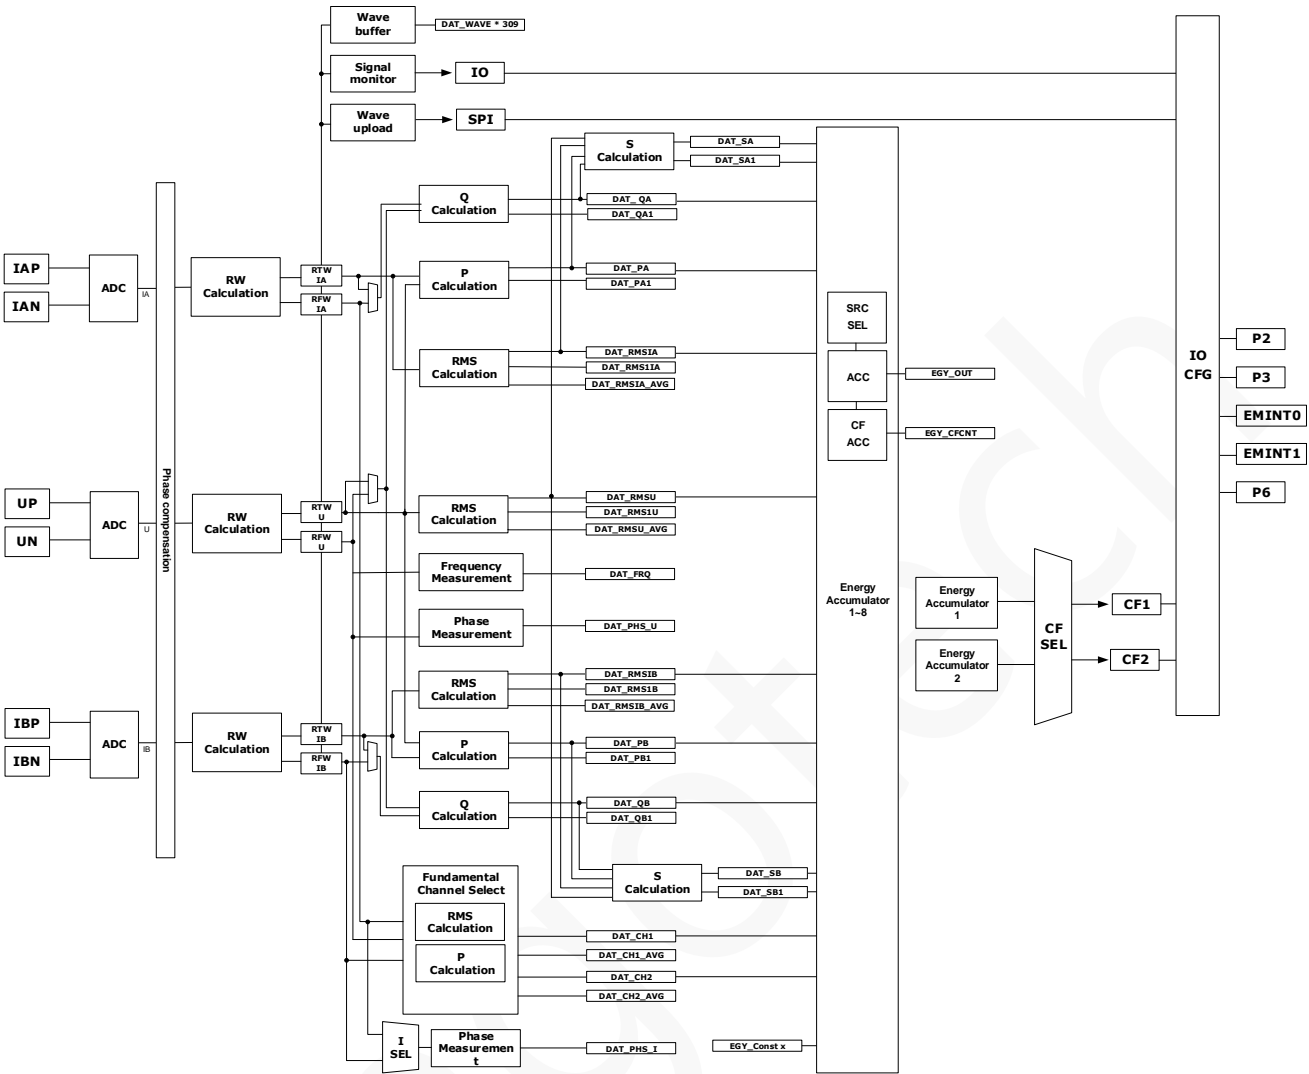 Wave
buffer
DAT_WAVE * 309
Signal
monitor
IO
Wave
upload
SPI
S
Calculation
DAT_SA
DAT_SA1
Q
Calculation
DAT_ QA
DAT_QA1
IAP
IAN
ADC
IA
RW
Calculation
RTW
IA
RFW
IA
P
Calculation
DAT_PA
DAT_PA1
SRC
SEL
RMS
Calculation
DAT_RMSIA
DAT_RMS1IA
DAT_RMSIA_AVG
ACC
EGY_OUT
CF
ACC
EGY_CFCNT
IO
CFG
P2
P3
EMINT0
EMINT1
P6
Phase compensation
UP
UN
ADC
U
RW
Calculation
RTW
U
RFW
U
RMS
Calculation
DAT_RMSU
DAT_RMS1U
DAT_RMSU_AVG
Frequency
Measurement
DAT_FRQ
Phase
Measurement
DAT_PHS_U
Energy
Accumulator
1~8
Energy
Accumulator
1
Energy
Accumulator
2
CF
SEL
CF1
CF2
RMS
Calculation
DAT_RMSIB
DAT_RMS1B
DAT_RMSIB_AVG
IBP
IBN
ADC
IB
RW
Calculation
RTW
IB
RFW
IB
P
Calculation
DAT_PB
DAT_PB1
Q
Calculation
DAT_QB
DAT_QB1
S
Calculation
DAT_SB
DAT_SB1
Fundamental
Channel Select
RMS
Calculation
P
Calculation
DAT_CH1
DAT_CH1_AVG
DAT_CH2
DAT_CH2_AVG
I
SEL
Phase
Measuremen
t
DAT_PHS_I
EGY_Const x